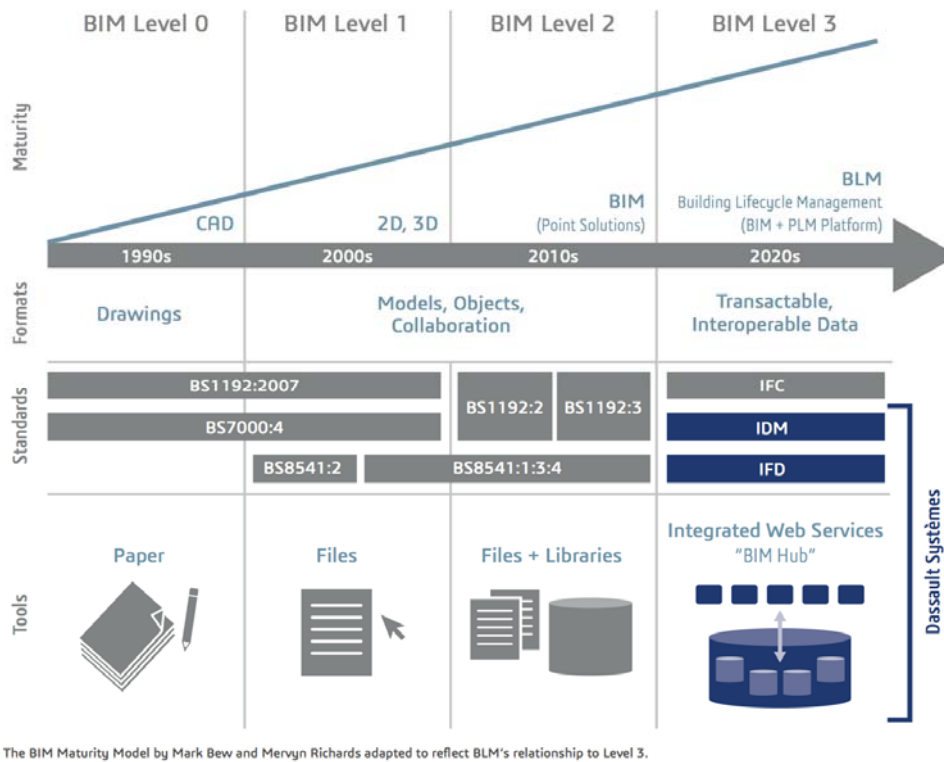 BIM Level 0
BIM Level 1
BIM Level 2
BIM Level 3
Maturity
CAD
2D, 3D
BIM
(Point Solutions)
BLM
Building Lifecycle Management
(BIM + PLM Platform)
1990s
2000s
2010s
2020s
Formats
Drawings
Models, Objects,
Collaboration
Transactable,
Interoperable Data
Standards
BS1192:2007
BS7000:4
BS8541:2
BS8541:1:3:4
BS1192:2
BS1192:3
IFC
IDM
IFD
Tools
Paper
Files
Files + Libraries
Integrated Web Services
"BIM Hub"
Dassault Systèmes
The BIM Maturity Model by Mark Bew and Mervyn Richards adapted to reflect BLM's relationship to Level 3.